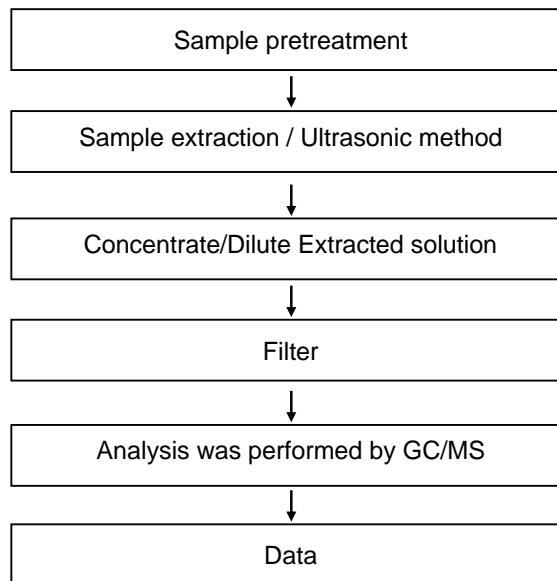 Sample pretreatment
Sample extraction / Ultrasonic method
Concentrate/Dilute Extracted solution
Filter
Analysis was performed by GC/MS
Data